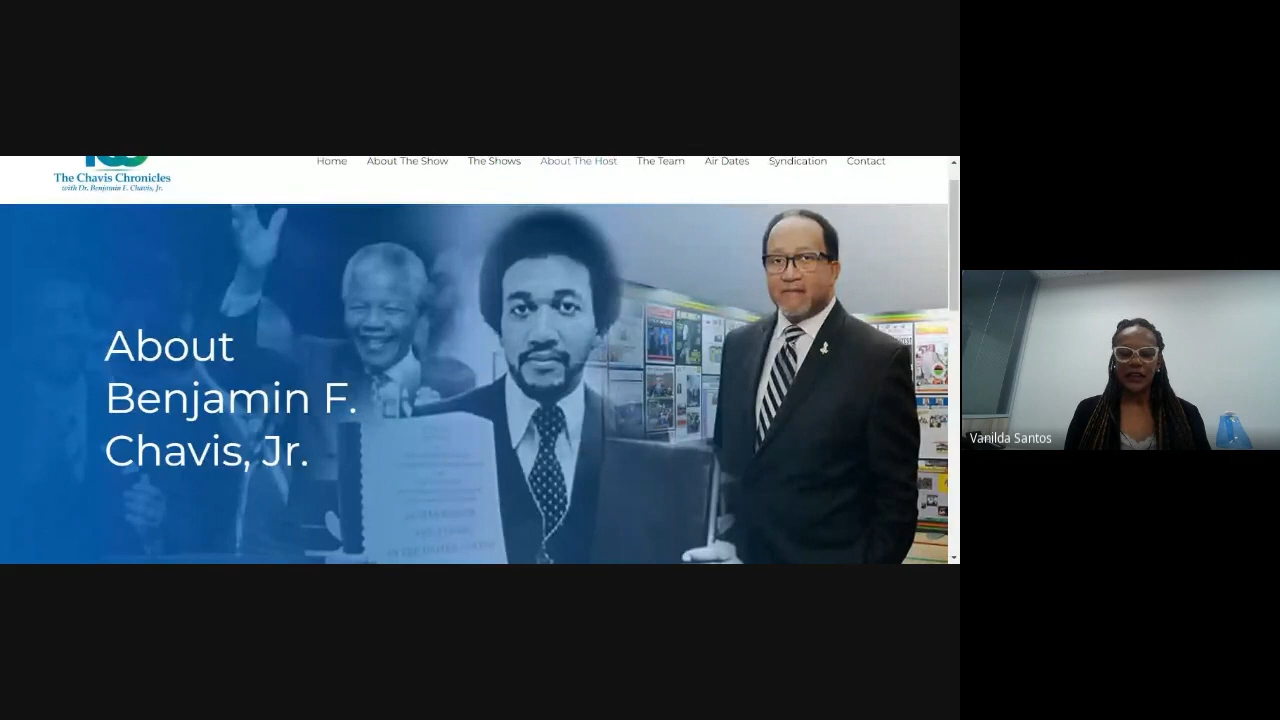 The Chavis Chronicles
with Dr. Benjamin F. Chavis, Jr.
Home About The Show The Shows About The Host The Team Air Dates Syndication Contact
About
Benjamin F.
Chavis, Jr.
Vanilda Santos